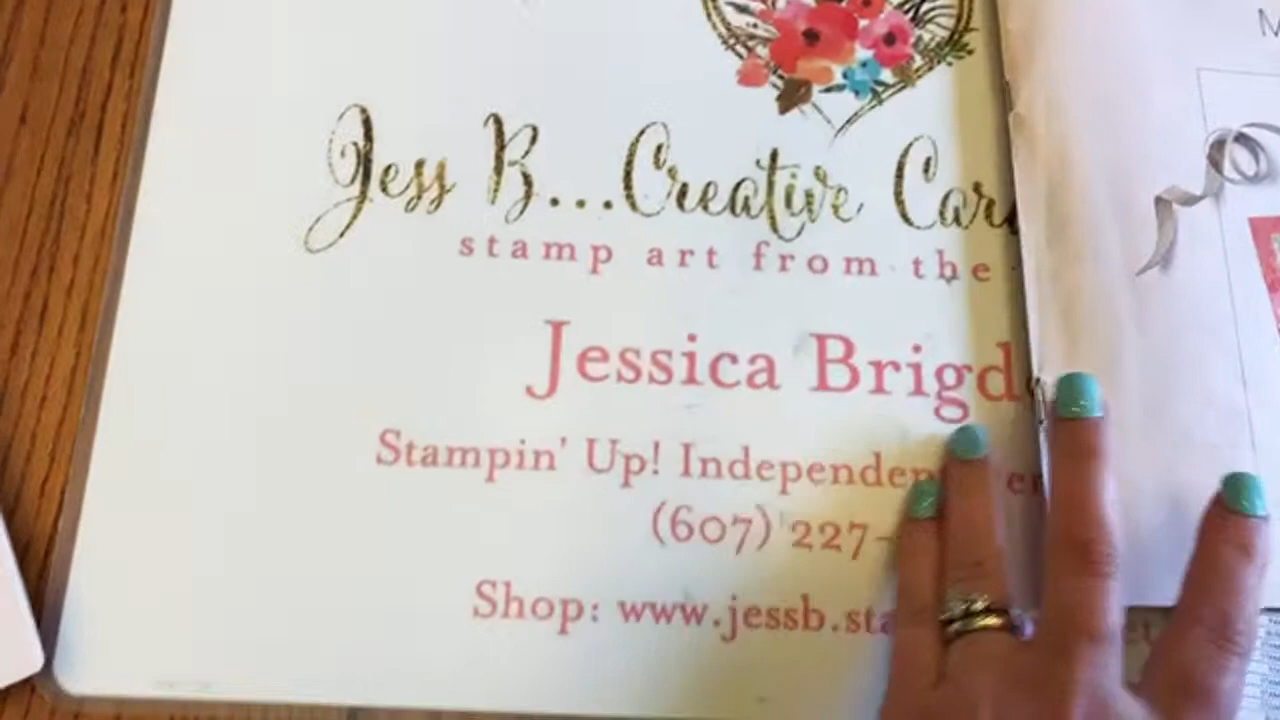 Jess B...Creative Car
stamp art from the
Jessica Brigd
Stampin' Up! Independen
(607) 227-
Shop: www.jessb.sta